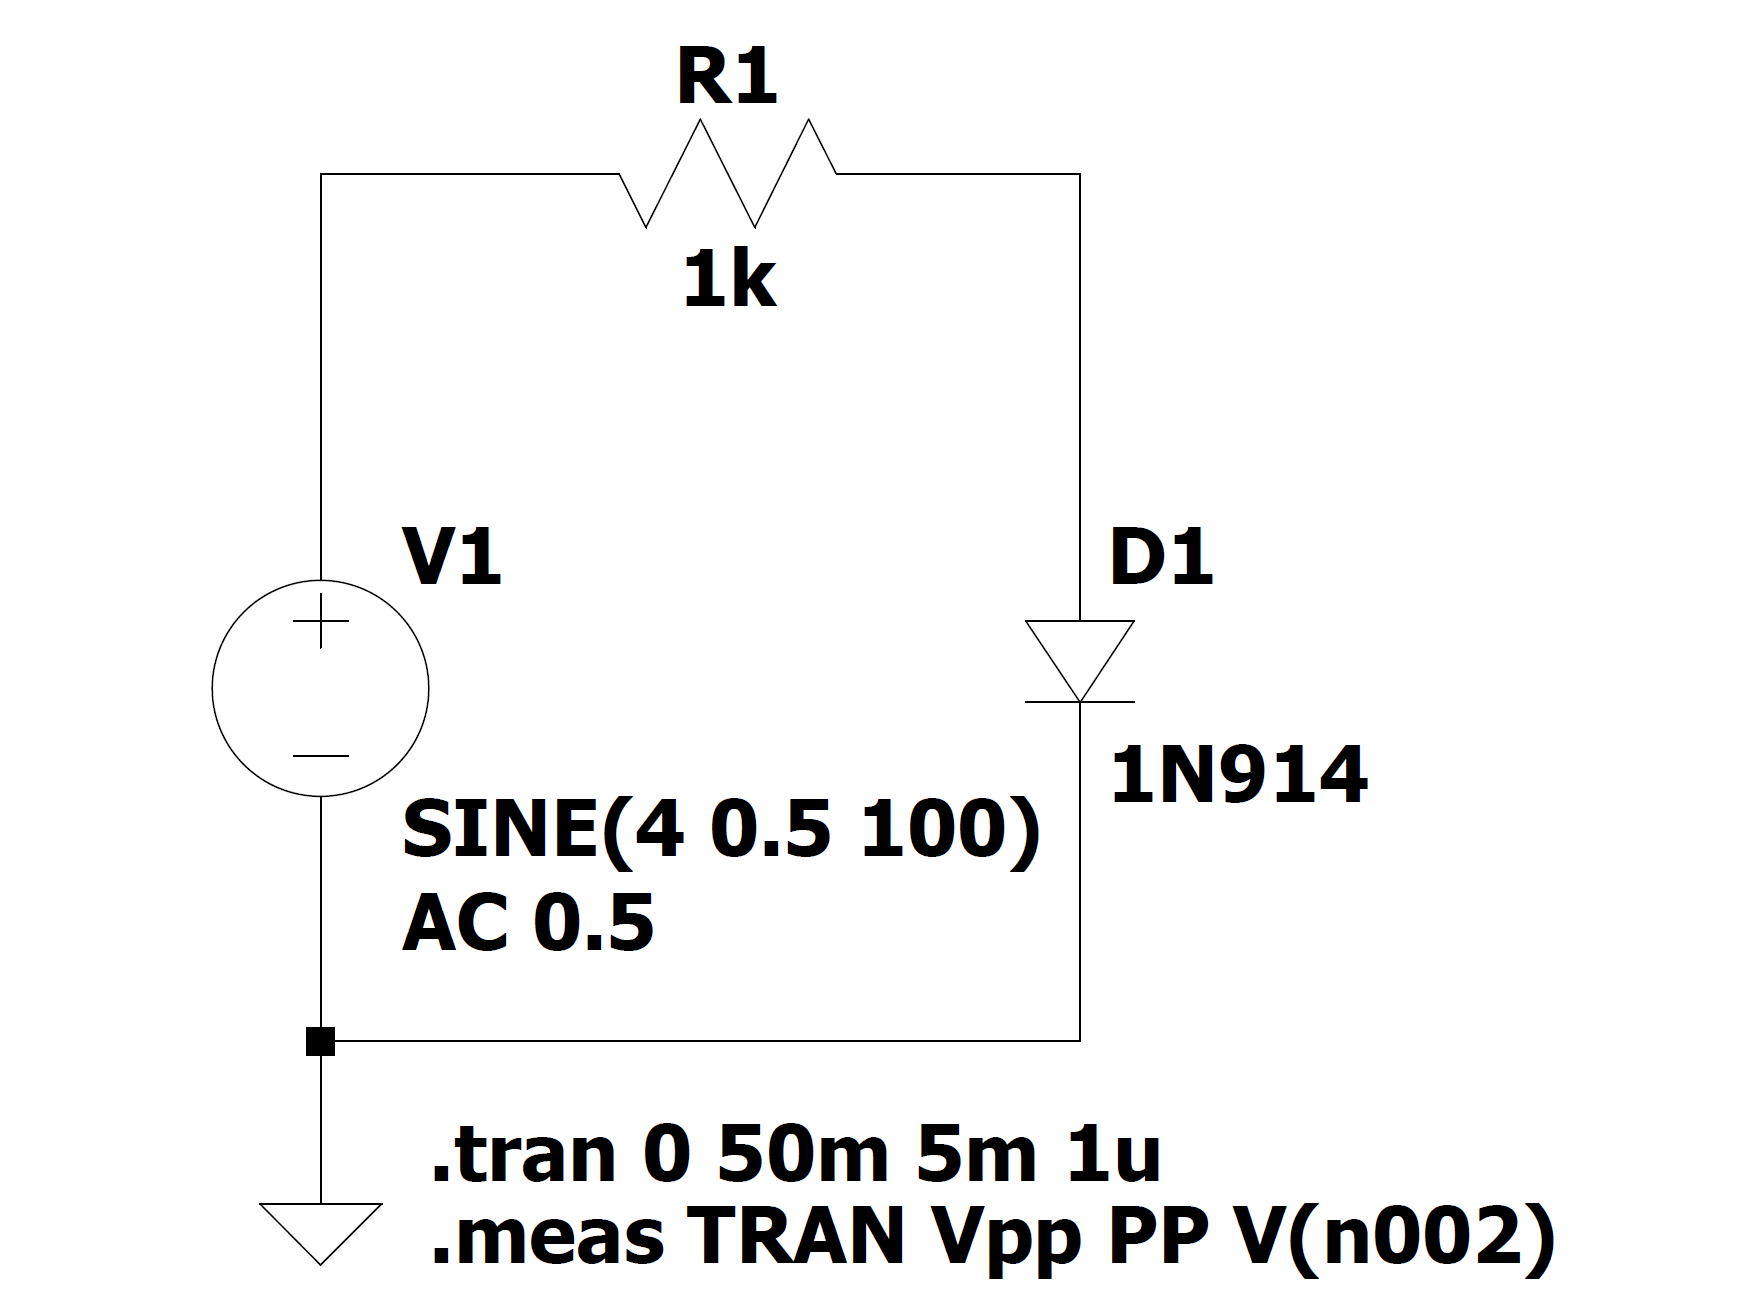 R1
1k
V1
D1
1N914
SINE(4 0.5 100)
AC 0.5
.tran 0 50m 5m 1u
.meas TRAN Vpp PP V(n002)